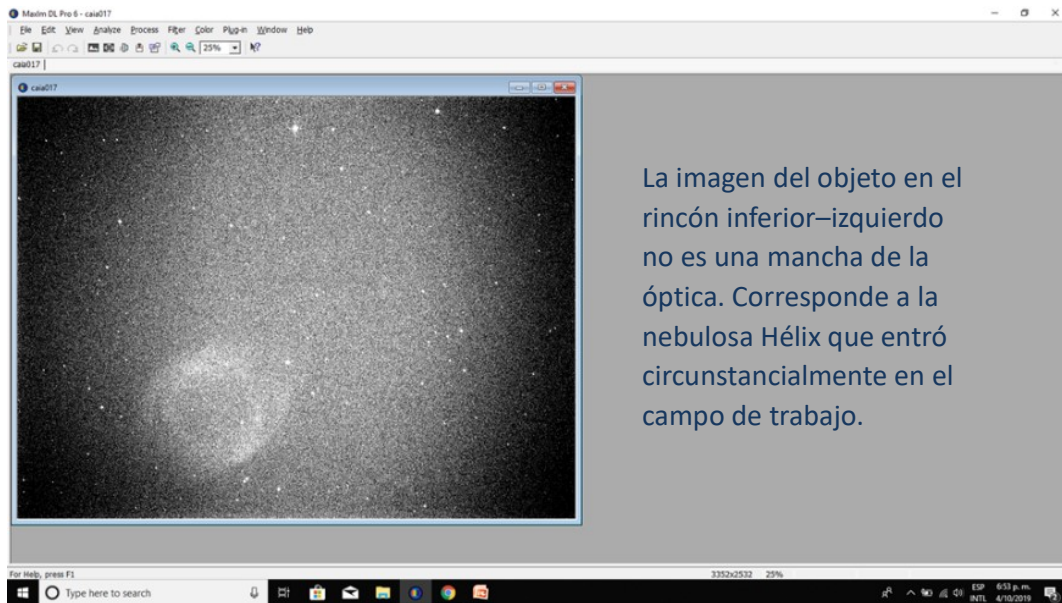 MaxIm DL Pro 6 - caia017
File Edit View Analyze Process Filter Color Plug-in Window Help
25%
caia017
caia017
La imagen del objeto en el
rincón inferior–izquierdo
no es una mancha de la
óptica. Corresponde a la
nebulosa Hélix que entró
circunstancialmente en el
campo de trabajo.
For Help, press F1
3352x2532 25%
Type here to search
ESP 6:53 p. m.
INTL 4/10/2019